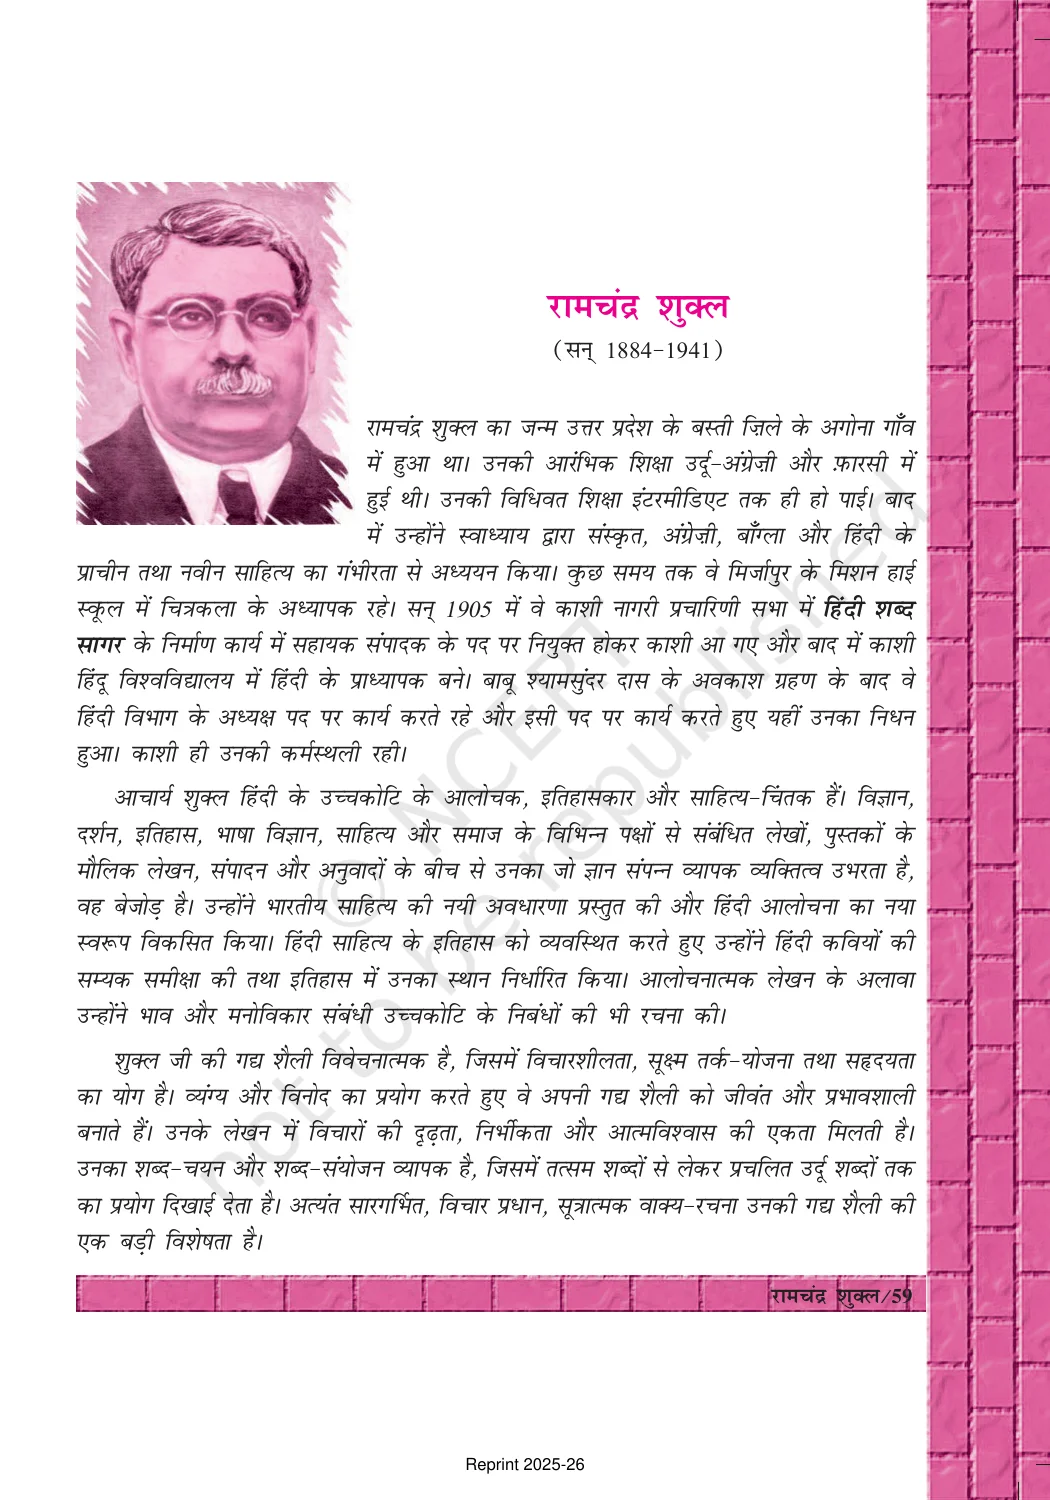 रामचंद्र शुक्ल
(सन् 1884-1941)
रामचंद्र शुक्ल का जन्म उत्तर प्रदेश के बस्ती ज़िले के अगोना गाँव
में हुआ था। उनकी आरंभिक शिक्षा उर्दू-अंग्रेज़ी और फ़ारसी में
हुई थी। उनकी विधिवत शिक्षा इंटरमीडिएट तक ही हो पाई। बाद
में उन्होंने स्वाध्याय द्वारा संस्कृत, अंग्रेज़ी, बाँग्ला और हिंदी के
प्राचीन तथा नवीन साहित्य का गंभीरता से अध्ययन किया। कुछ समय तक वे मिर्जापुर के मिशन हाई
स्कूल में चित्रकला के अध्यापक रहे। सन् 1905 में वे काशी नागरी प्रचारिणी सभा में हिंदी शब्द
सागर के निर्माण कार्य में सहायक संपादक के पद पर नियुक्त होकर काशी आ गए और बाद में काशी
हिंदू विश्वविद्यालय में हिंदी के प्राध्यापक बने। बाबू श्यामसुंदर दास के अवकाश ग्रहण के बाद वे
हिंदी विभाग के अध्यक्ष पद पर कार्य करते रहे और इसी पद पर कार्य करते हुए यहीं उनका निधन
हुआ। काशी ही उनकी कर्मस्थली रही।
आचार्य शुक्ल हिंदी के उच्चकोटि के आलोचक, इतिहासकार और साहित्य-चिंतक हैं। विज्ञान,
दर्शन, इतिहास, भाषा विज्ञान, साहित्य और समाज के विभिन्न पक्षों से संबंधित लेखों, पुस्तकों के
मौलिक लेखन, संपादन और अनुवादों के बीच से उनका जो ज्ञान संपन्न व्यापक व्यक्तित्व उभरता है,
वह बेजोड़ है। उन्होंने भारतीय साहित्य की नयी अवधारणा प्रस्तुत की और हिंदी आलोचना का नया
स्वरूप विकसित किया। हिंदी साहित्य के इतिहास को व्यवस्थित करते हुए उन्होंने हिंदी कवियों की
सम्यक समीक्षा की तथा इतिहास में उनका स्थान निर्धारित किया। आलोचनात्मक लेखन के अलावा
उन्होंने भाव और मनोविकार संबंधी उच्चकोटि के निबंधों की भी रचना की।
शुक्ल जी की गद्य शैली विवेचनात्मक है, जिसमें विचारशीलता, सूक्ष्म तर्क-योजना तथा सहृदयता
का योग है। व्यंग्य और विनोद का प्रयोग करते हुए वे अपनी गद्य शैली को जीवंत और प्रभावशाली
बनाते हैं। उनके लेखन में विचारों की दृढ़ता, निर्भीकता और आत्मविश्वास की एकता मिलती है।
उनका शब्द-चयन और शब्द-संयोजन व्यापक है, जिसमें तत्सम शब्दों से लेकर प्रचलित उर्दू शब्दों तक
का प्रयोग दिखाई देता है। अत्यंत सारगर्भित, विचार प्रधान, सूत्रात्मक वाक्य-रचना उनकी गद्य शैली की
एक बड़ी विशेषता है।
रामचंद्र शुक्ल/59
© NCERT
not to be republished
Reprint 2025-26